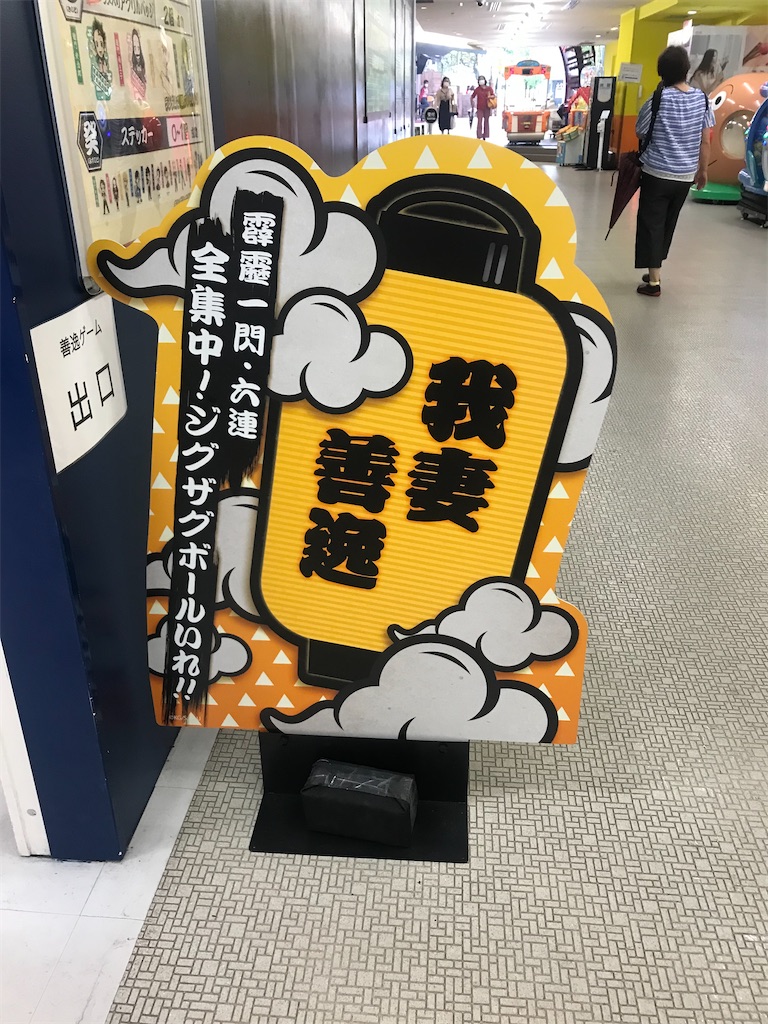 我妻
善逸
霹靂一閃・六連
全集中！ジグザグボールいれ!!
善逸ゲーム
出口
ステッカー